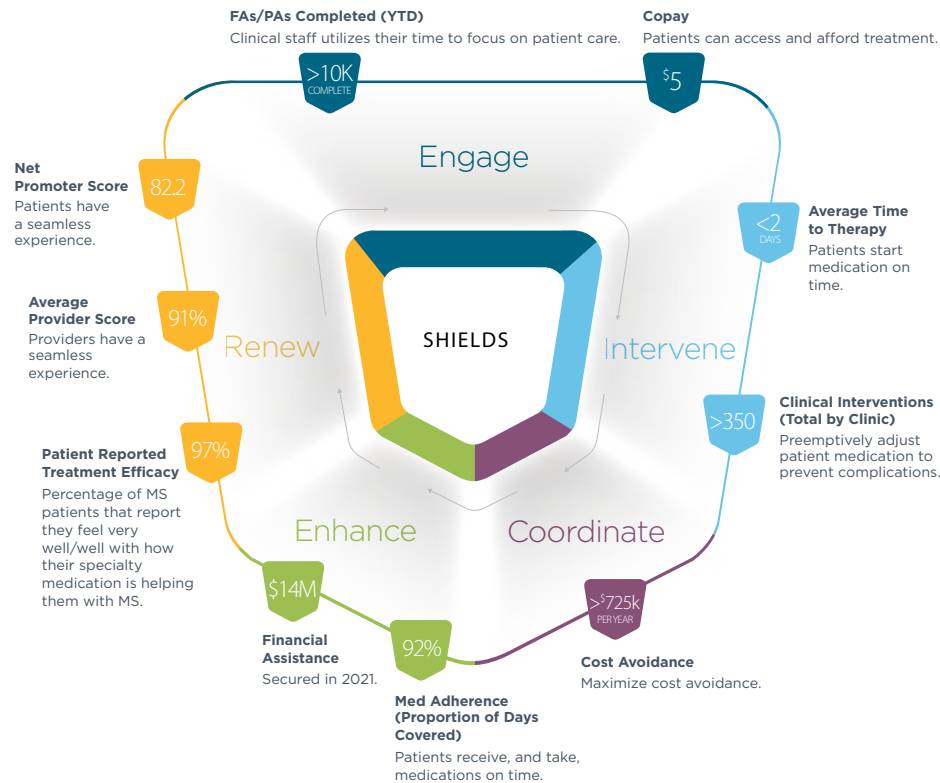 FAs/PAs Completed (YTD)
Clinical staff utilizes their time to focus on patient care.
>10K
COMPLETE
Copay
Patients can access and afford treatment.
$5
Engage
Net
Promoter Score
Patients have
a seamless
experience.
82.2
<2
DAYS
Average Time
to Therapy
Patients start
medication on
time.
Average
Provider Score
Providers have a
seamless
experience.
91%
Renew
SHIELDS
Intervene
>350
Clinical Interventions
(Total by Clinic)
Preemptively adjust
patient medication to
prevent complications.
97%
Patient Reported
Treatment Efficacy
Percentage of MS
patients that report
they feel very
well/well with how
their specialty
medication is helping
them with MS.
Enhance
Coordinate
$14M
Financial
Assistance
Secured in 2021.
92%
Med Adherence
(Proportion of Days
Covered)
Patients receive, and take,
medications on time.
>$725k
PER YEAR
Cost Avoidance
Maximize cost avoidance.